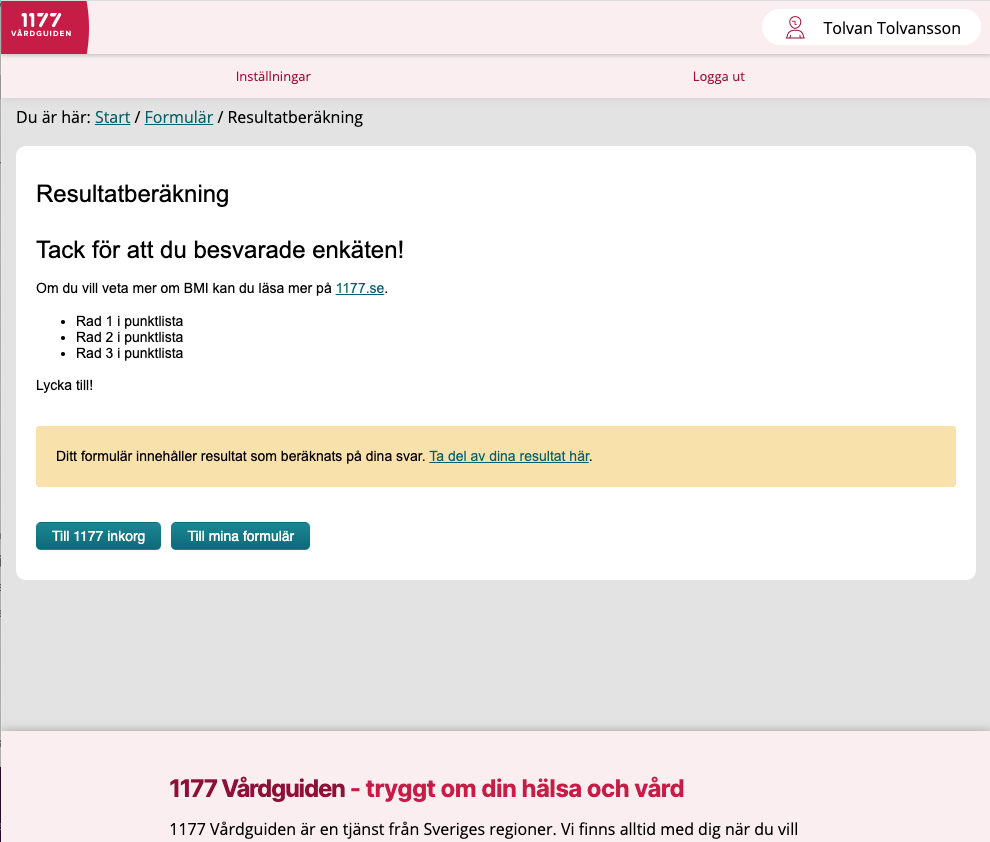 1177
VÅRDGUIDEN
Tolvan Tolvansson
Inställningar
Logga ut
Du är här: Start / Formulär / Resultatberäkning
Resultatberäkning
Tack för att du besvarade enkäten!
Om du vill veta mer om BMI kan du läsa mer på 1177.se.
• Rad 1 i punktlista
• Rad 2 i punktlista
• Rad 3 i punktlista
Lycka till!
Ditt formulär innehåller resultat som beräknats på dina svar. Ta del av dina resultat här.
Till 1177 inkorg
Till mina formulär
1177 Vårdguiden - tryggt om din hälsa och vård
1177 Vårdguiden är en tjänst från Sveriges regioner. Vi finns alltid med dig när du vill